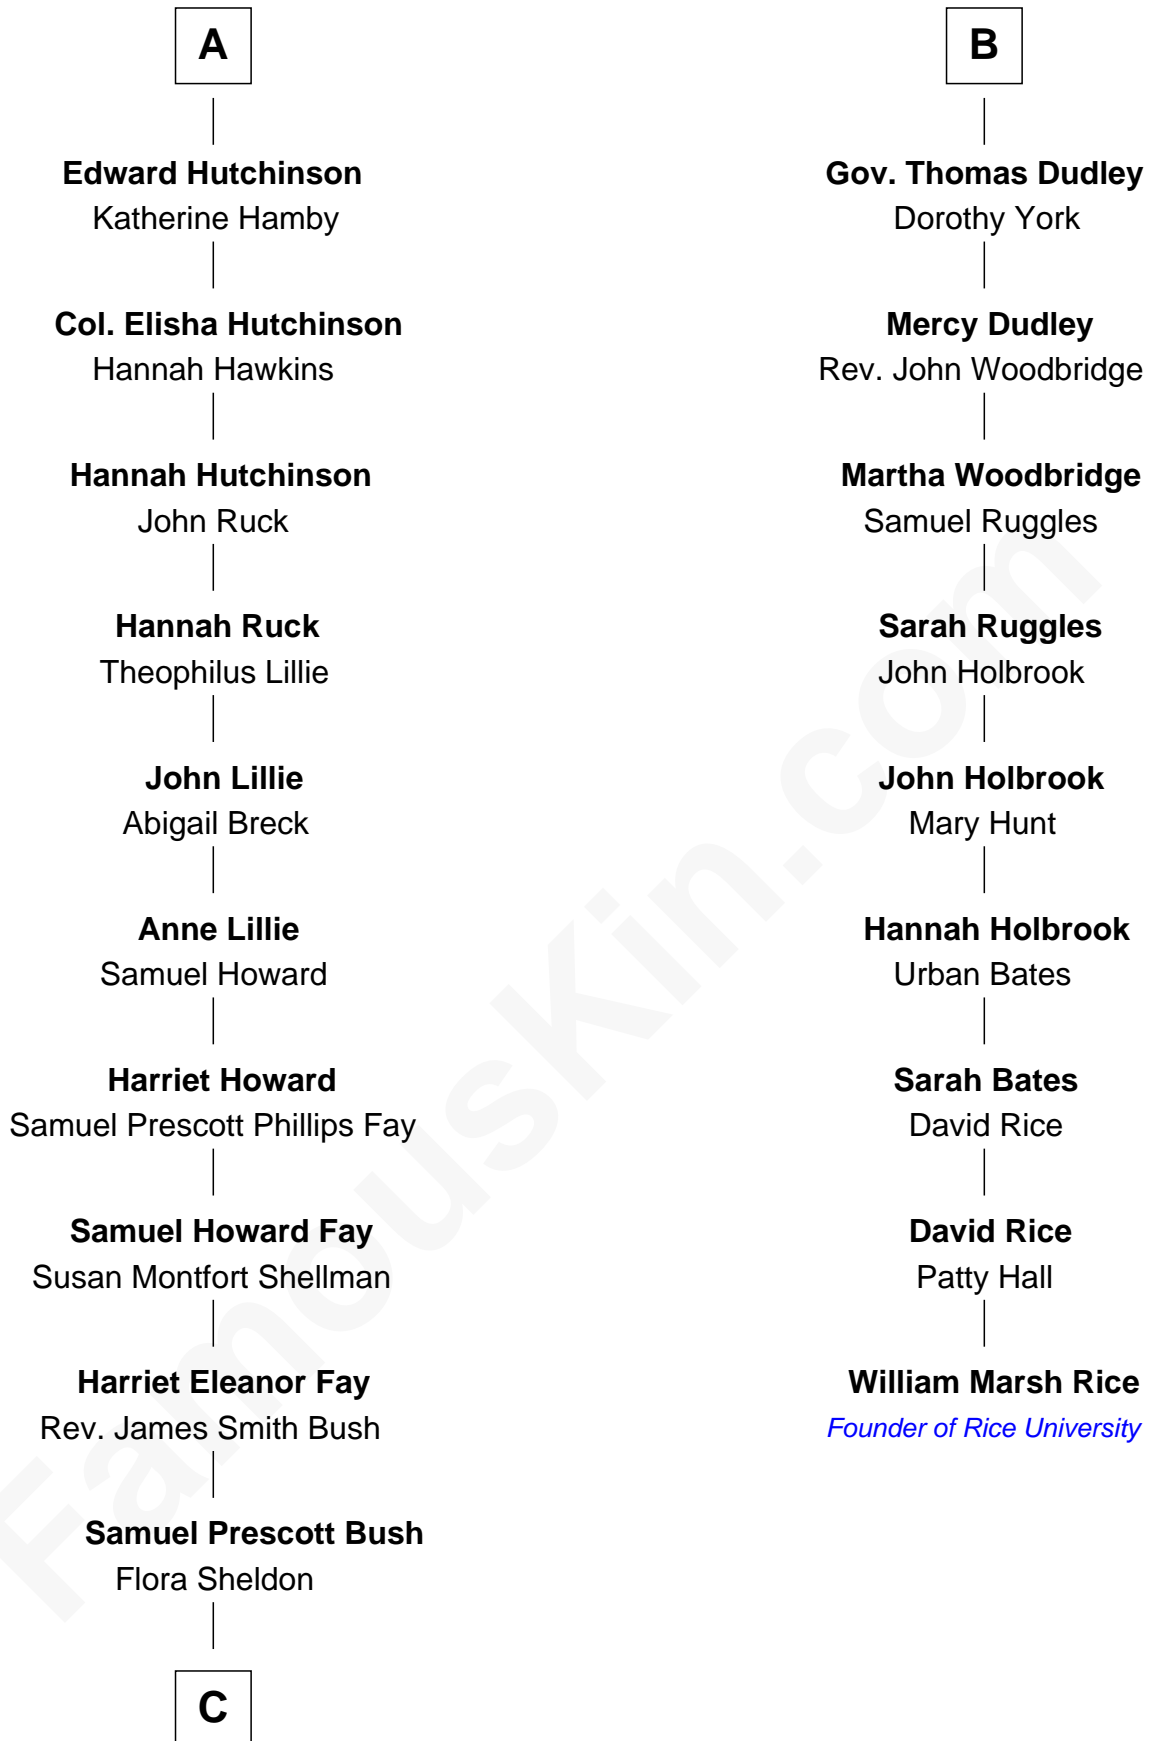 A
Edward Hutchinson
Katherine Hamby
Col. Elisha Hutchinson
Hannah Hawkins
Hannah Hutchinson
John Ruck
Hannah Ruck
Theophilus Lillie
John Lillie
Abigail Breck
Anne Lillie
Samuel Howard
Harriet Howard
Samuel Prescott Phillips Fay
Samuel Howard Fay
Susan Montfort Shellman
Harriet Eleanor Fay
Rev. James Smith Bush
Samuel Prescott Bush
Flora Sheldon
C
B
Gov. Thomas Dudley
Dorothy York
Mercy Dudley
Rev. John Woodbridge
Martha Woodbridge
Samuel Ruggles
Sarah Ruggles
John Holbrook
John Holbrook
Mary Hunt
Hannah Holbrook
Urban Bates
Sarah Bates
David Rice
David Rice
Patty Hall
William Marsh Rice
Founder of Rice University
FamousKin.com